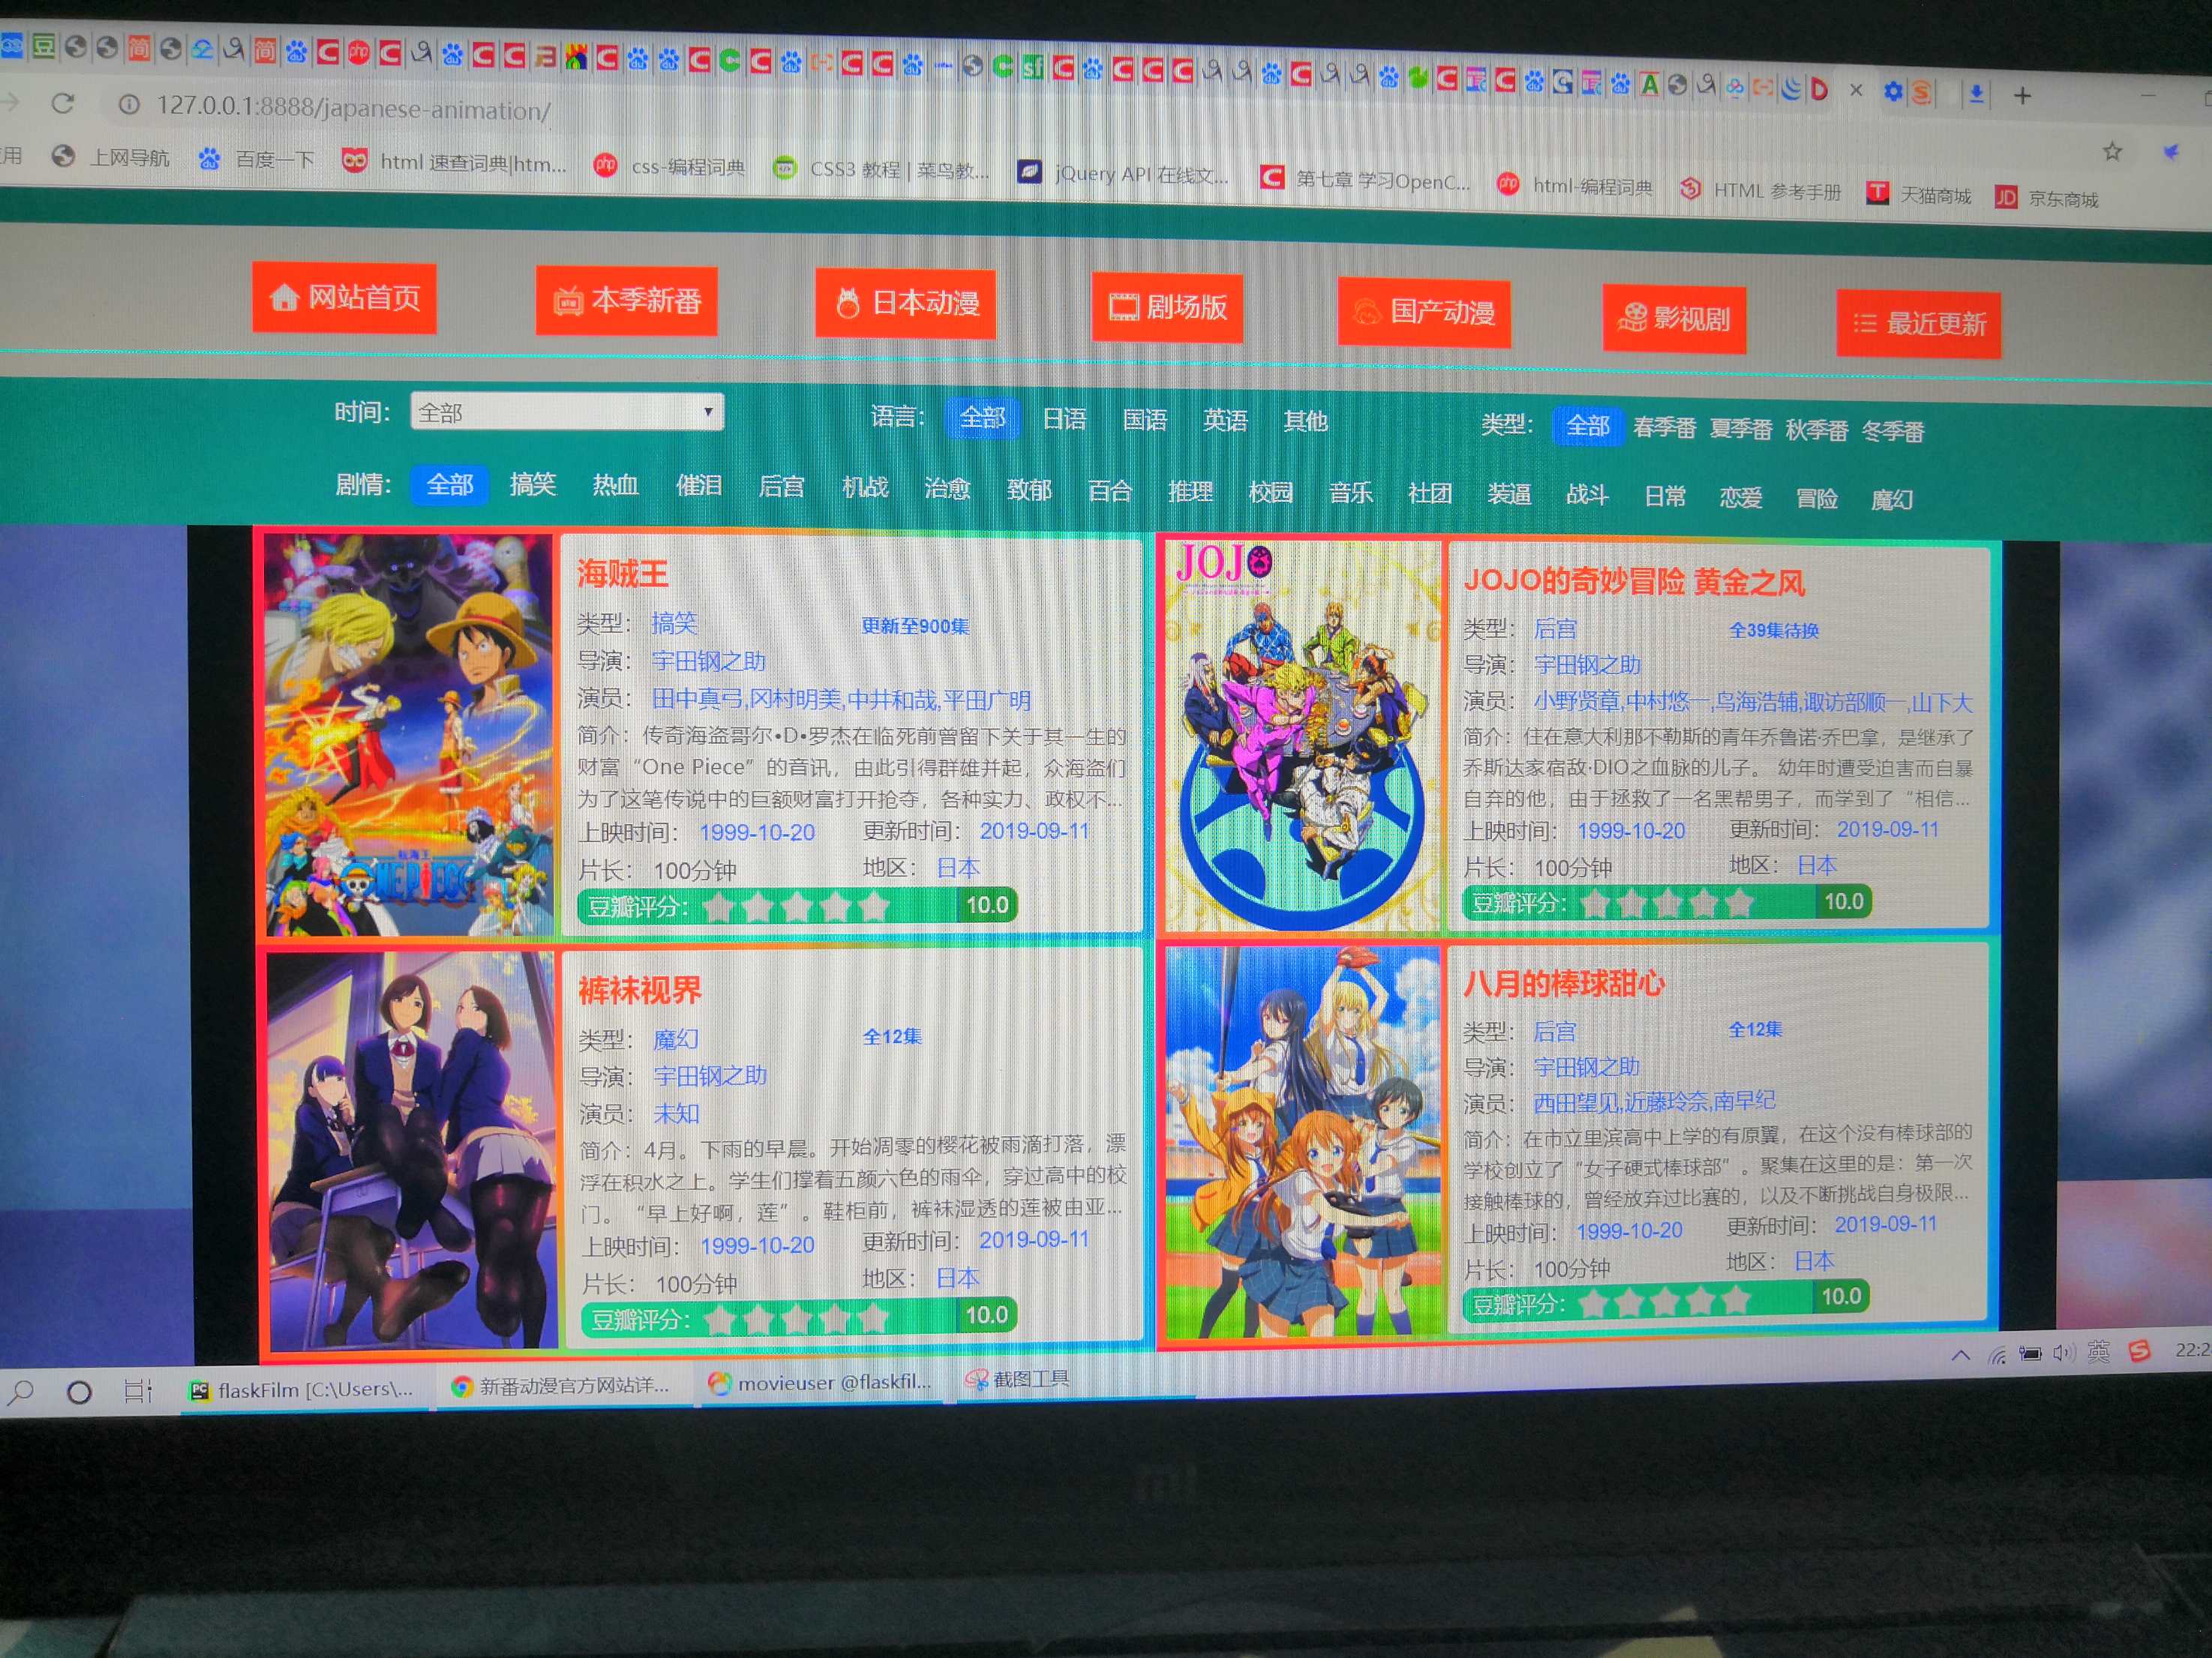 127.0.0.1:8888/japanese-animation/
上网导航 百度一下 html 速查词典|htm... css-编程词典 CSS3 教程 | 菜鸟教... jQuery API 在线文... 第七章 学习OpenC... html-编程词典 HTML 参考手册 天猫商城 京东商城
网站首页 本季新番 日本动漫 剧场版 国产动漫 影视剧 最近更新
时间： 全部 语言： 全部 日语 国语 英语 其他 类型： 全部 春季番 夏季番 秋季番 冬季番
剧情： 全部 搞笑 热血 催泪 后宫 机战 治愈 致郁 百合 推理 校园 音乐 社团 装逼 战斗 日常 恋爱 冒险 魔幻
ONE PIECE
海贼王
类型： 搞笑 更新至900集
导演： 宇田钢之助
演员： 田中真弓,冈村明美,中井和哉,平田广明
简介：传奇海盗哥尔•D•罗杰在临死前曾留下关于其一生的
财富“One Piece”的音讯，由此引得群雄并起，众海盗们
为了这笔传说中的巨额财富打开抢夺，各种实力、政权不...
上映时间： 1999-10-20 更新时间： 2019-09-11
片长： 100分钟 地区： 日本
豆瓣评分： 10.0
JOJO
JOJO的奇妙冒险 黄金之风
类型： 后宫 全39集待换
导演： 宇田钢之助
演员： 小野贤章,中村悠一,鸟海浩辅,诹访部顺一,山下大
简介：住在意大利那不勒斯的青年乔鲁诺·乔巴拿，是继承了
乔斯达家宿敌·DIO之血脉的儿子。 幼年时遭受迫害而自暴
自弃的他，由于拯救了一名黑帮男子，而学到了“相信...
上映时间： 1999-10-20 更新时间： 2019-09-11
片长： 100分钟 地区： 日本
豆瓣评分： 10.0
裤袜视界
类型： 魔幻 全12集
导演： 宇田钢之助
演员： 未知
简介：4月。下雨的早晨。开始凋零的樱花被雨滴打落，漂
浮在积水之上。学生们撑着五颜六色的雨伞，穿过高中的校
门。“早上好啊，莲”。鞋柜前，裤袜湿透的莲被由亚...
上映时间： 1999-10-20 更新时间： 2019-09-11
片长： 100分钟 地区： 日本
豆瓣评分： 10.0
八月的棒球甜心
类型： 后宫 全12集
导演： 宇田钢之助
演员： 西田望见,近藤玲奈,南早纪
简介：在市立里滨高中上学的有原翼，在这个没有棒球部的
学校创立了“女子硬式棒球部”。聚集在这里的是：第一次
接触棒球的，曾经放弃过比赛的，以及不断挑战自身极限...
上映时间： 1999-10-20 更新时间： 2019-09-11
片长： 100分钟 地区： 日本
豆瓣评分： 10.0
flaskFilm [C:\Users\... 新番动漫官方网站详... movieuser @flaskfil... 截图工具 英 22:2
mi